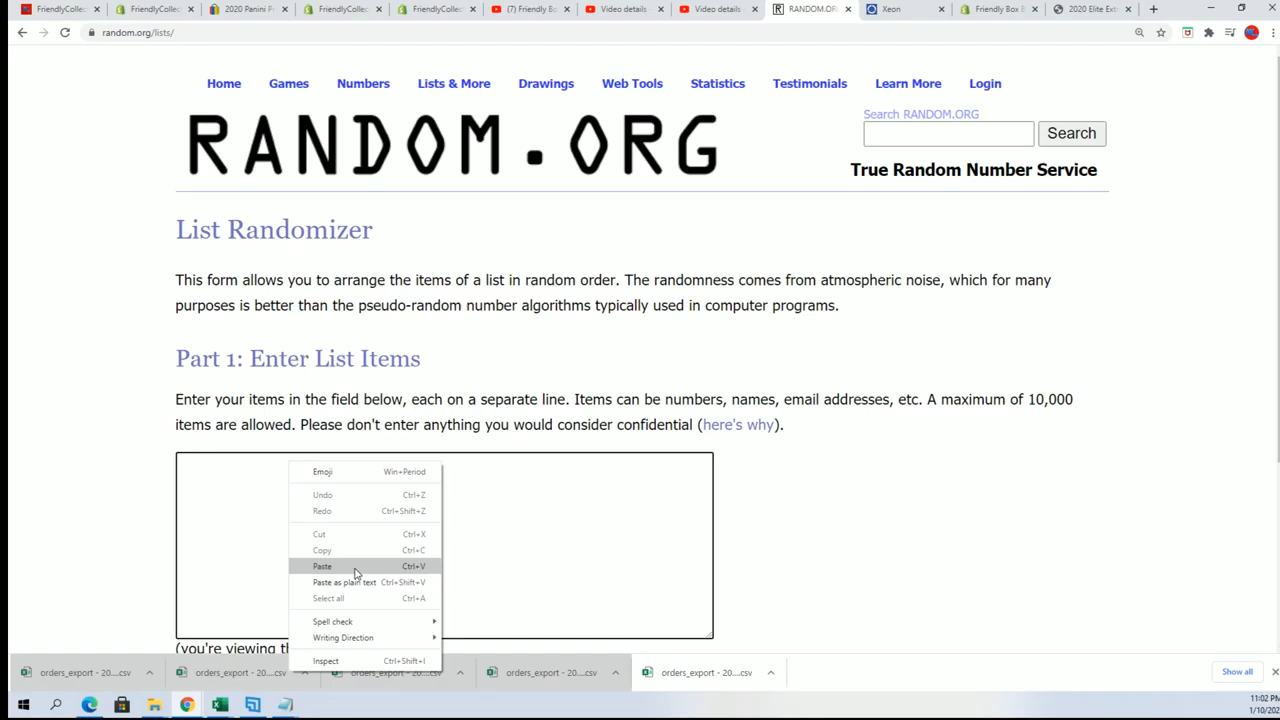 FriendlyCollec
FriendlyCollec
2020 Panini P
FriendlyCollec
FriendlyCollec
(7) Friendly Bo
Video details
Video details
RANDOM.OR
Xeon
Friendly Box B
2020 Elite Ext
random.org/lists/
Home Games Numbers Lists & More Drawings Web Tools Statistics Testimonials Learn More Login
RANDOM.ORG
Search RANDOM.ORG
Search
True Random Number Service
List Randomizer
This form allows you to arrange the items of a list in random order. The randomness comes from atmospheric noise, which for many
purposes is better than the pseudo-random number algorithms typically used in computer programs.
Part 1: Enter List Items
Enter your items in the field below, each on a separate line. Items can be numbers, names, email addresses, etc. A maximum of 10,000
items are allowed. Please don't enter anything you would consider confidential (here's why).
Emoji Win+Period
Undo Ctrl+Z
Redo Ctrl+Shift+Z
Cut Ctrl+X
Copy Ctrl+C
Paste Ctrl+V
Paste as plain text Ctrl+Shift+V
Select all Ctrl+A
Spell check
Writing Direction
Inspect Ctrl+Shift+I
(you're viewing th
orders_export - 20....csv
orders_export - 20....csv
orders_export - 20....csv
orders_export - 20....csv
orders_export - 20....csv
Show all
11:02 PM
1/10/202